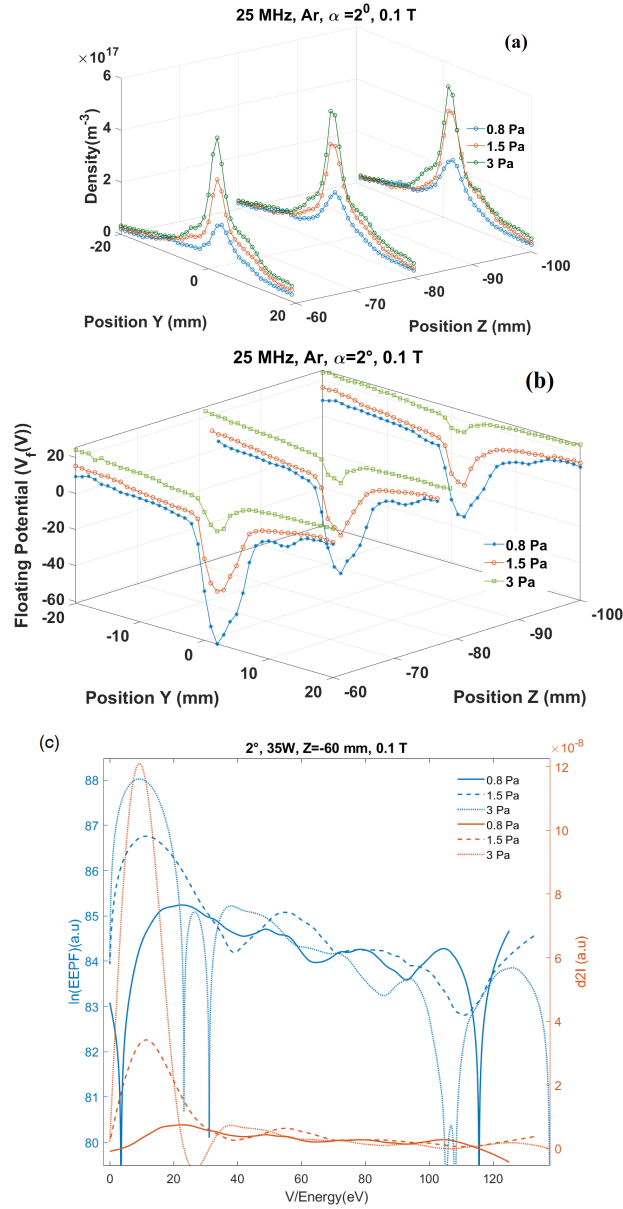 25 MHz, Ar, α =2⁰, 0.1 T
(a)
×10¹⁷
6
4
2
0
Density(m⁻³)
0.8 Pa
1.5 Pa
3 Pa
-20
0
20
Position Y (mm)
-60
-70
-80
-90
-100
Position Z (mm)
25 MHz, Ar, α=2°, 0.1 T
(b)
20
0
-20
-40
-60
Floating Potential (V_f(V))
0.8 Pa
1.5 Pa
3 Pa
-20
-10
0
10
20
Position Y (mm)
-60
-70
-80
-90
-100
Position Z (mm)
(c)
2°, 35W, Z=-60 mm, 0.1 T
×10⁻⁸
88
87
86
85
84
83
82
81
80
ln(EEPF)(a.u)
0.8 Pa
1.5 Pa
3 Pa
0.8 Pa
1.5 Pa
3 Pa
12
10
8
6
4
2
0
d2I (a.u)
0
20
40
60
80
100
120
V/Energy(eV)